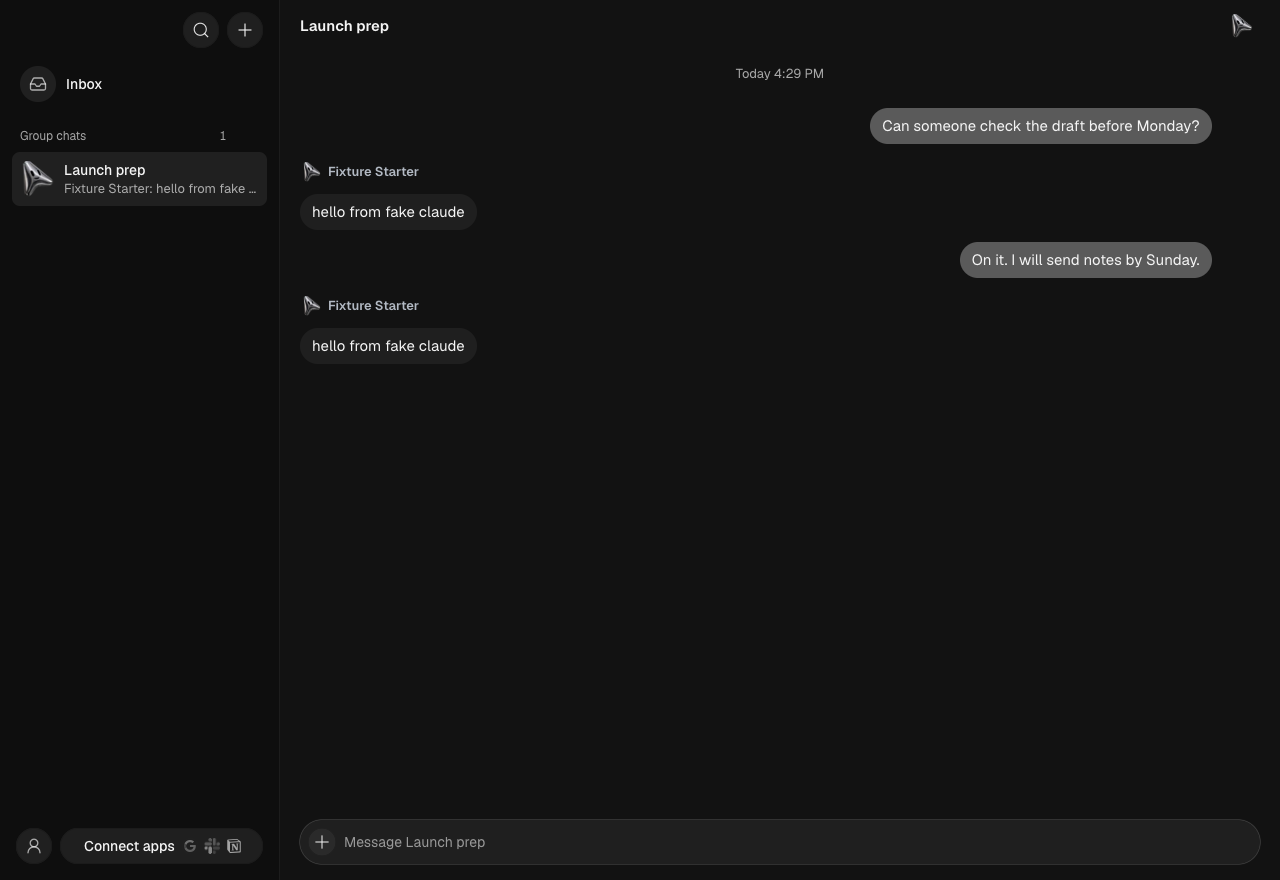 Inbox
Group chats 1
Launch prep
Fixture Starter: hello from fake ...
Connect apps
Launch prep
Today 4:29 PM
Can someone check the draft before Monday?
Fixture Starter
hello from fake claude
On it. I will send notes by Sunday.
Fixture Starter
hello from fake claude
Message Launch prep